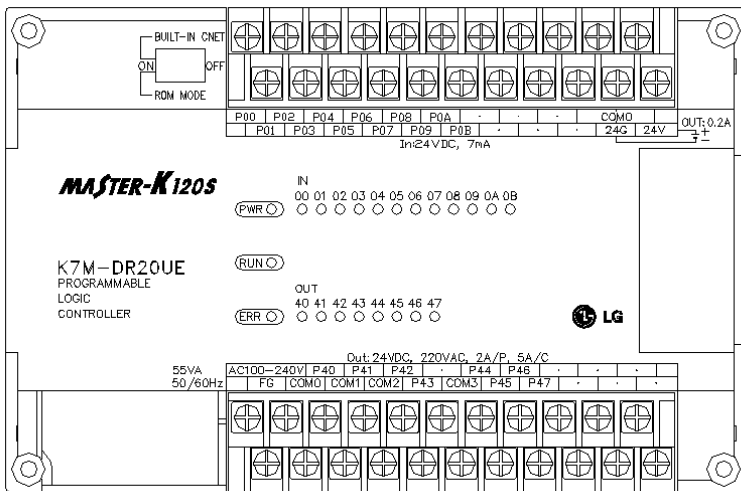 BUILT-IN CNET
ON OFF
ROM MODE
P00 P02 P04 P06 P08 P0A · · · COM0
P01 P03 P05 P07 P09 P0B · · · 24G 24V
OUT:0.2A
+
-
In:24VDC, 7mA
MASTER-K120S
IN
00 01 02 03 04 05 06 07 08 09 0A 0B
PWR
K7M-DR20UE
RUN
PROGRAMMABLE
LOGIC
CONTROLLER
OUT
40 41 42 43 44 45 46 47
ERR
LG
Out:24VDC, 220VAC, 2A/P, 5A/C
55VA
50/60Hz
AC100-240V P40 P41 P42 · P44 P46 · · ·
FG COM0 COM1 COM2 P43 COM3 P45 P47 · · ·